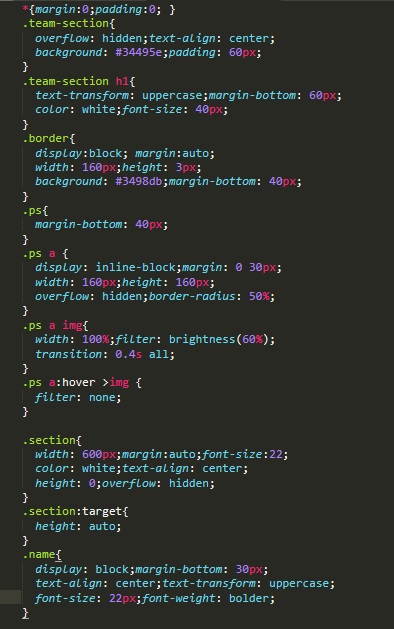 *{margin:0;padding:0; }
.team-section{
overflow: hidden;text-align: center;
background: #34495e;padding: 60px;
}
.team-section h1{
text-transform: uppercase;margin-bottom: 60px;
color: white;font-size: 40px;
}
.border{
display:block; margin:auto;
width: 160px;height: 3px;
background: #3498db;margin-bottom: 40px;
}
.ps{
margin-bottom: 40px;
}
.ps a {
display: inline-block;margin: 0 30px;
width: 160px;height: 160px;
overflow: hidden;border-radius: 50%;
}
.ps a img{
width: 100%;filter: brightness(60%);
transition: 0.4s all;
}
.ps a:hover >img {
filter: none;
}
.section{
width: 600px;margin:auto;font-size:22;
color: white;text-align: center;
height: 0;overflow: hidden;
}
.section:target{
height: auto;
}
.name{
display: block;margin-bottom: 30px;
text-align: center;text-transform: uppercase;
font-size: 22px;font-weight: bolder;
}